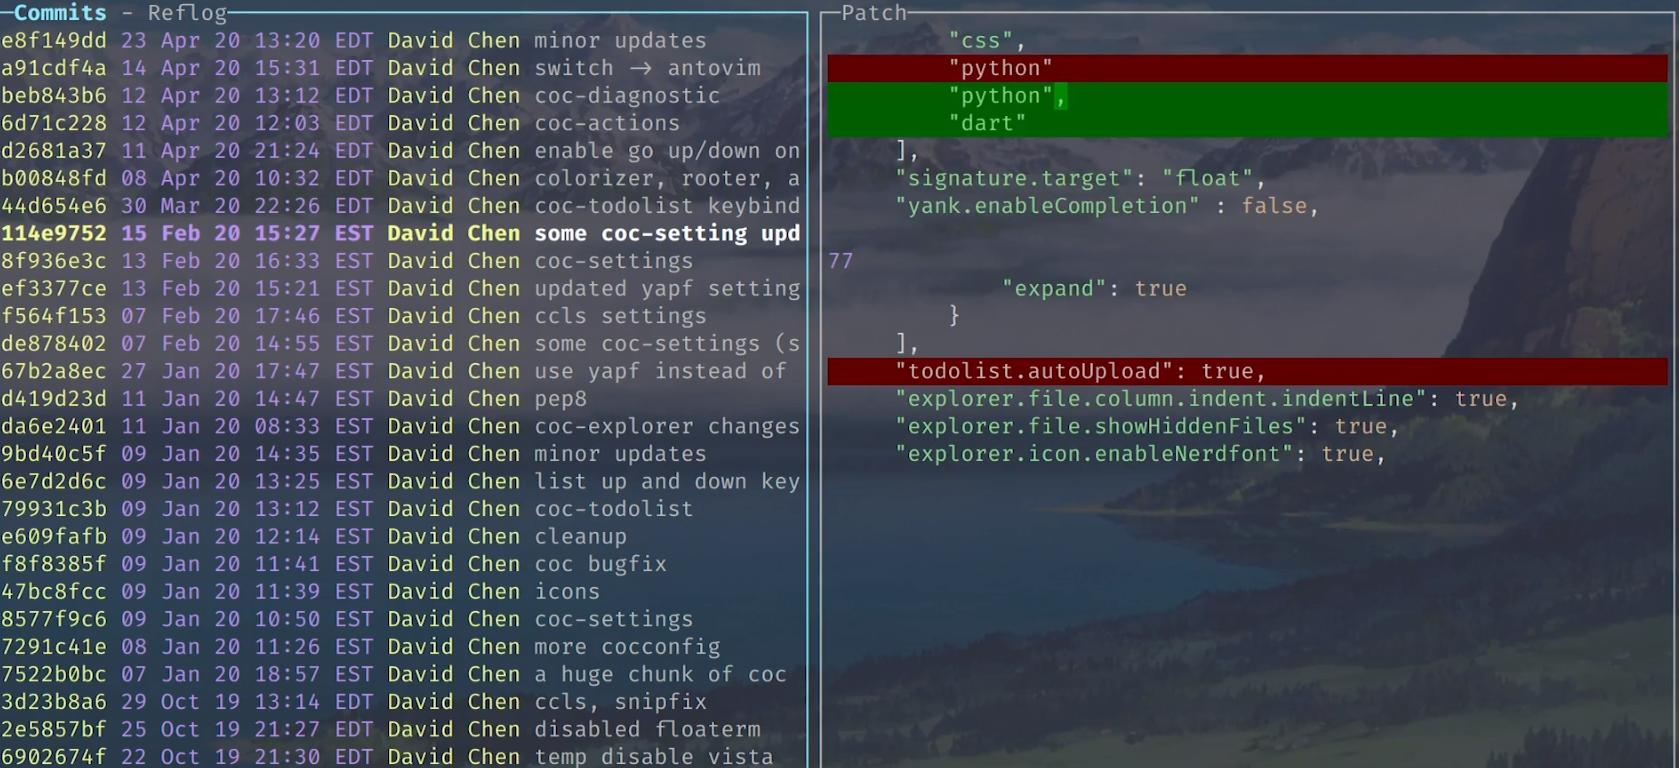 Commits - Reflog
e8f149dd 23 Apr 20 13:20 EDT David Chen minor updates
a91cdf4a 14 Apr 20 15:31 EDT David Chen switch → antovim
beb843b6 12 Apr 20 13:12 EDT David Chen coc-diagnostic
6d71c228 12 Apr 20 12:03 EDT David Chen coc-actions
d2681a37 11 Apr 20 21:24 EDT David Chen enable go up/down on
b00848fd 08 Apr 20 10:32 EDT David Chen colorizer, rooter, a
44d654e6 30 Mar 20 22:26 EDT David Chen coc-todolist keybind
114e9752 15 Feb 20 15:27 EST David Chen some coc-setting upd
8f936e3c 13 Feb 20 16:33 EST David Chen coc-settings
ef3377ce 13 Feb 20 15:21 EST David Chen updated yapf setting
f564f153 07 Feb 20 17:46 EST David Chen ccls settings
de878402 07 Feb 20 14:55 EST David Chen some coc-settings (s
67b2a8ec 27 Jan 20 17:47 EST David Chen use yapf instead of
d419d23d 11 Jan 20 14:47 EST David Chen pep8
da6e2401 11 Jan 20 08:33 EST David Chen coc-explorer changes
9bd40c5f 09 Jan 20 14:35 EST David Chen minor updates
6e7d2d6c 09 Jan 20 13:25 EST David Chen list up and down key
79931c3b 09 Jan 20 13:12 EST David Chen coc-todolist
e609fafb 09 Jan 20 12:14 EST David Chen cleanup
f8f8385f 09 Jan 20 11:41 EST David Chen coc bugfix
47bc8fcc 09 Jan 20 11:39 EST David Chen icons
8577f9c6 09 Jan 20 10:50 EST David Chen coc-settings
7291c41e 08 Jan 20 11:26 EST David Chen more cocconfig
7522b0bc 07 Jan 20 18:57 EST David Chen a huge chunk of coc
3d23b8a6 29 Oct 19 13:14 EDT David Chen ccls, snipfix
2e5857bf 25 Oct 19 21:27 EDT David Chen disabled floaterm
6902674f 22 Oct 19 21:30 EDT David Chen temp disable vista
Patch
"css",
"python"
"python",
"dart"
],
"signature.target": "float",
"yank.enableCompletion" : false,
77
"expand": true
}
],
"todolist.autoUpload": true,
"explorer.file.column.indent.indentLine": true,
"explorer.file.showHiddenFiles": true,
"explorer.icon.enableNerdfont": true,